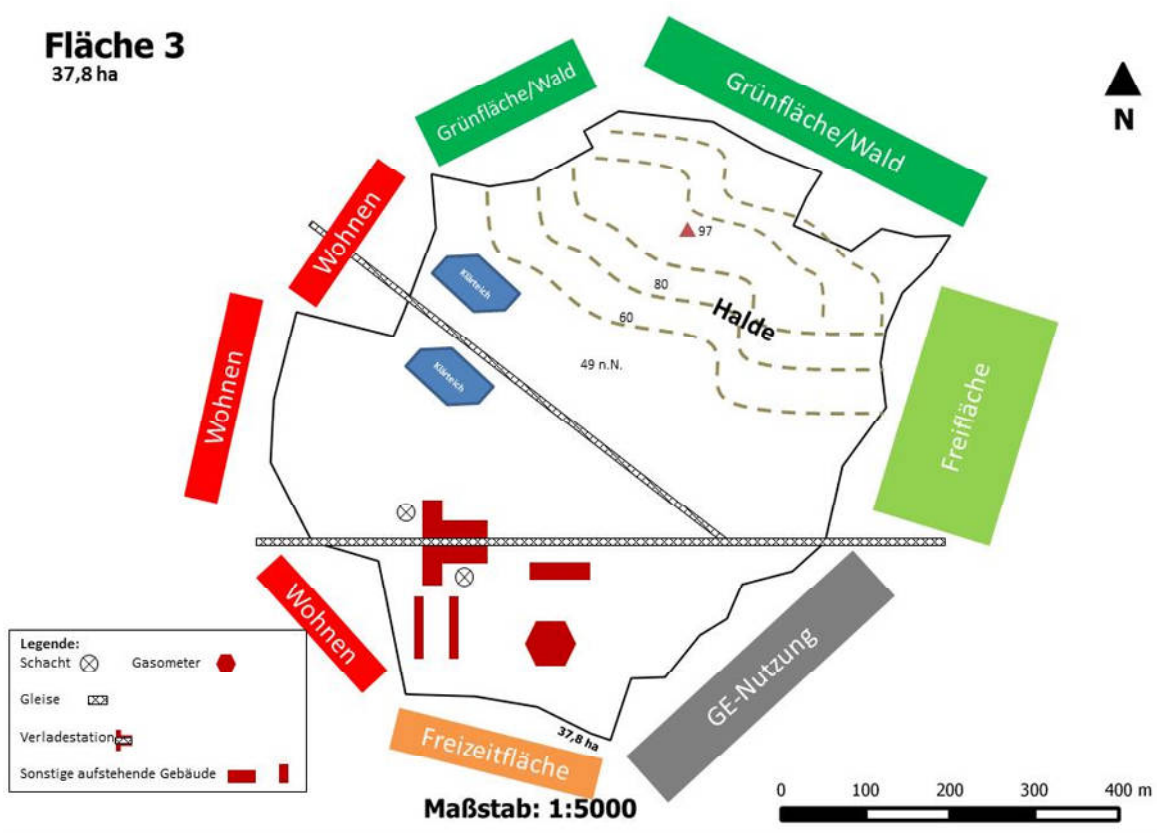 Fläche 3
37,8 ha
Grünfläche/Wald
Grünfläche/Wald
N
Wohnen
Wohnen
Klärteich
Klärteich
97
80
60
Halde
49 n.N.
Freifläche
Wohnen
GE-Nutzung
Freizeitfläche
37,8 ha
Legende:
Schacht Gasometer
Gleise
Verladestation
Sonstige aufstehende Gebäude
Maßstab: 1:5000
0 100 200 300 400 m